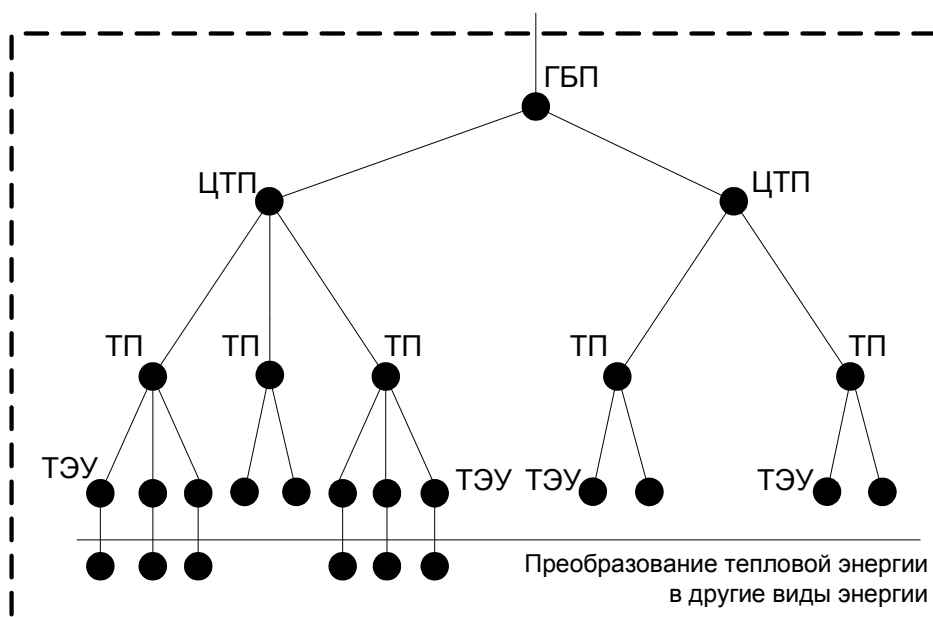 ГБП
ЦТП
ЦТП
ТП
ТП
ТП
ТП
ТП
ТЭУ
ТЭУ
ТЭУ
ТЭУ
Преобразование тепловой энергии
в другие виды энергии